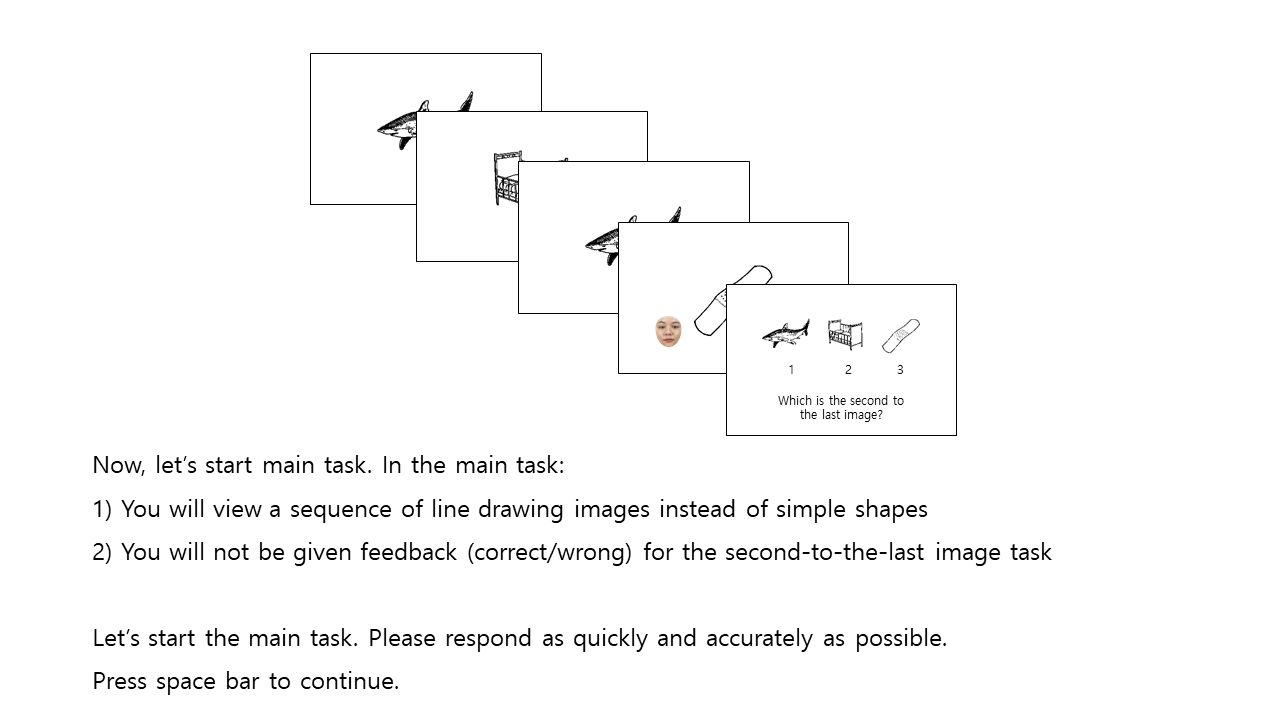 1 2 3
Which is the second to
the last image?
Now, let’s start main task. In the main task:
1) You will view a sequence of line drawing images instead of simple shapes
2) You will not be given feedback (correct/wrong) for the second-to-the-last image task
Let’s start the main task. Please respond as quickly and accurately as possible.
Press space bar to continue.